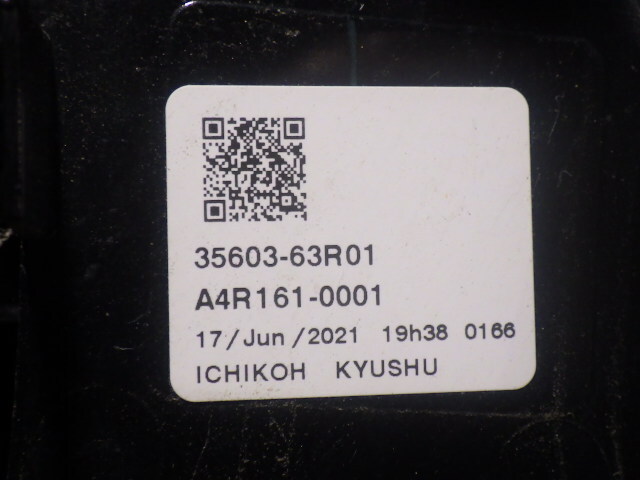 35603-63R01
A4R161-0001
17/Jun/2021 19h38 0166
ICHIKOH KYUSHU